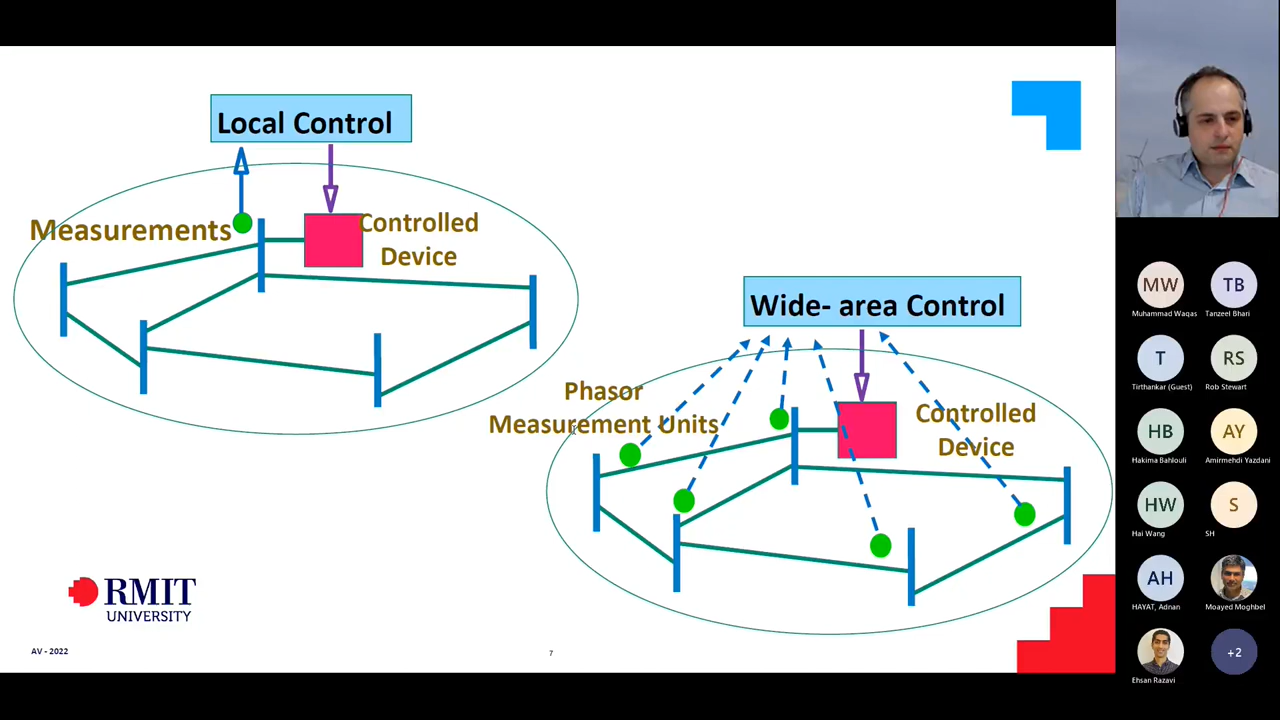 Local Control
Measurements
Controlled
Device
Wide- area Control
Phasor
Measurement Units
Controlled
Device
RMIT
UNIVERSITY
AV - 2022
7
MW
Muhammad Waqas
TB
Tanzeel Bhari
T
Tirthankar (Guest)
RS
Rob Stewart
HB
Hakima Bahlouli
AY
Amirmehdi Yazdani
HW
Hai Wang
S
SH
AH
HAYAT, Adnan
Moayed Moghbel
Ehsan Razavi
+2